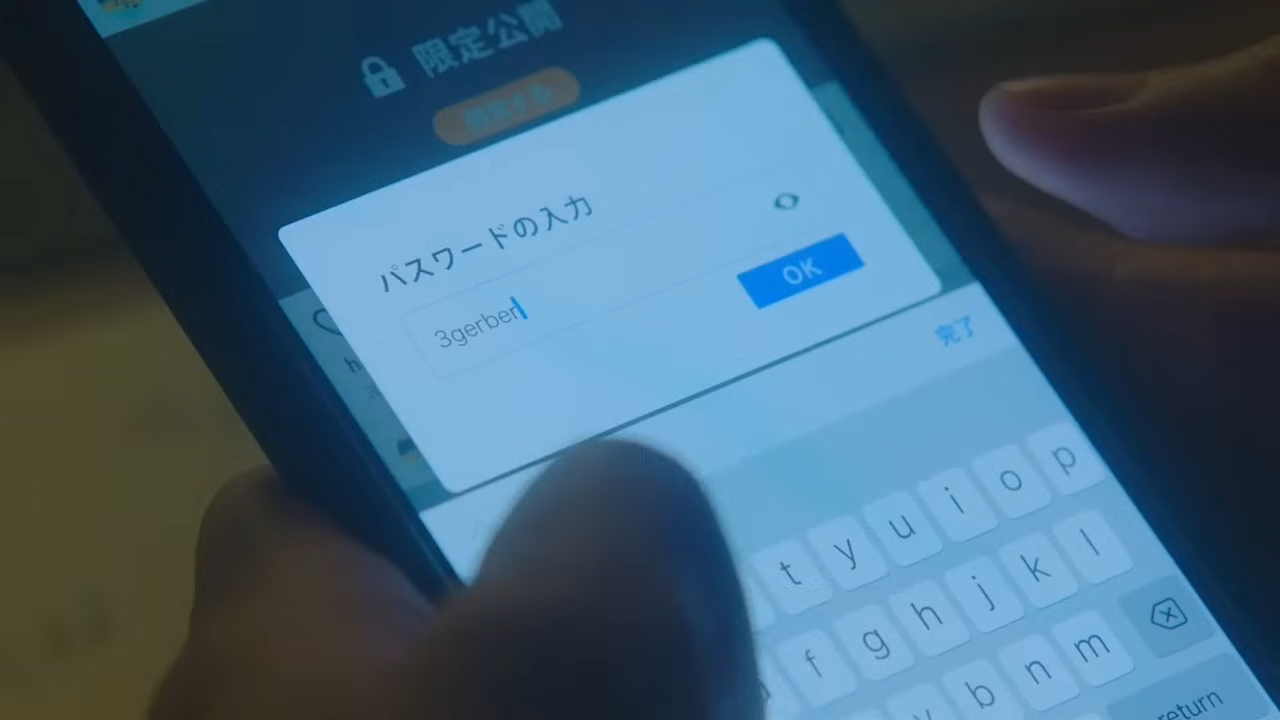 限定公開
パスワードの入力
3gerber
OK
完了
t y u i o p
f g h j k l
v b n m
return